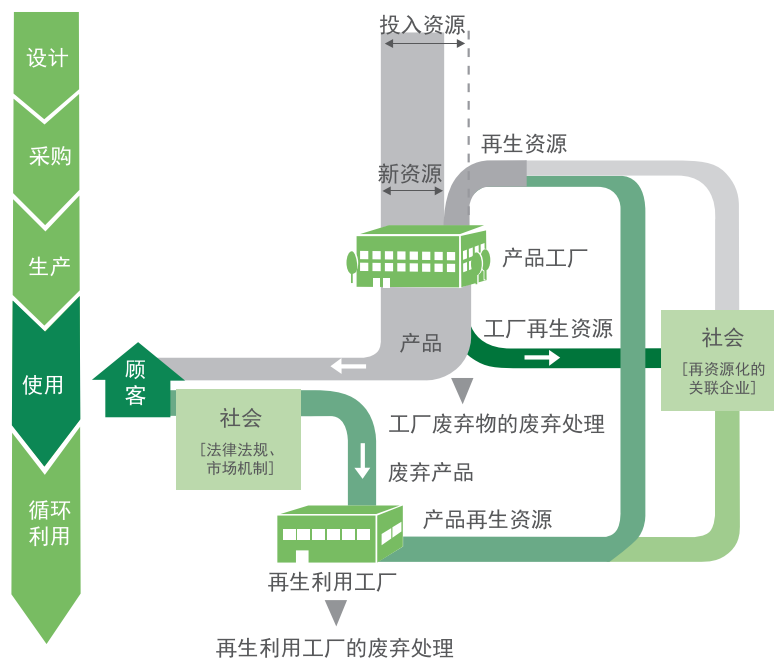 设计
采购
生产
使用
循环
利用
投入资源
新资源
再生资源
产品工厂
产品
工厂再生资源
社会
[再资源化的
关联企业]
顾
客
社会
[法律法规、
市场机制]
工厂废弃物的废弃处理
废弃产品
产品再生资源
再生利用工厂
再生利用工厂的废弃处理